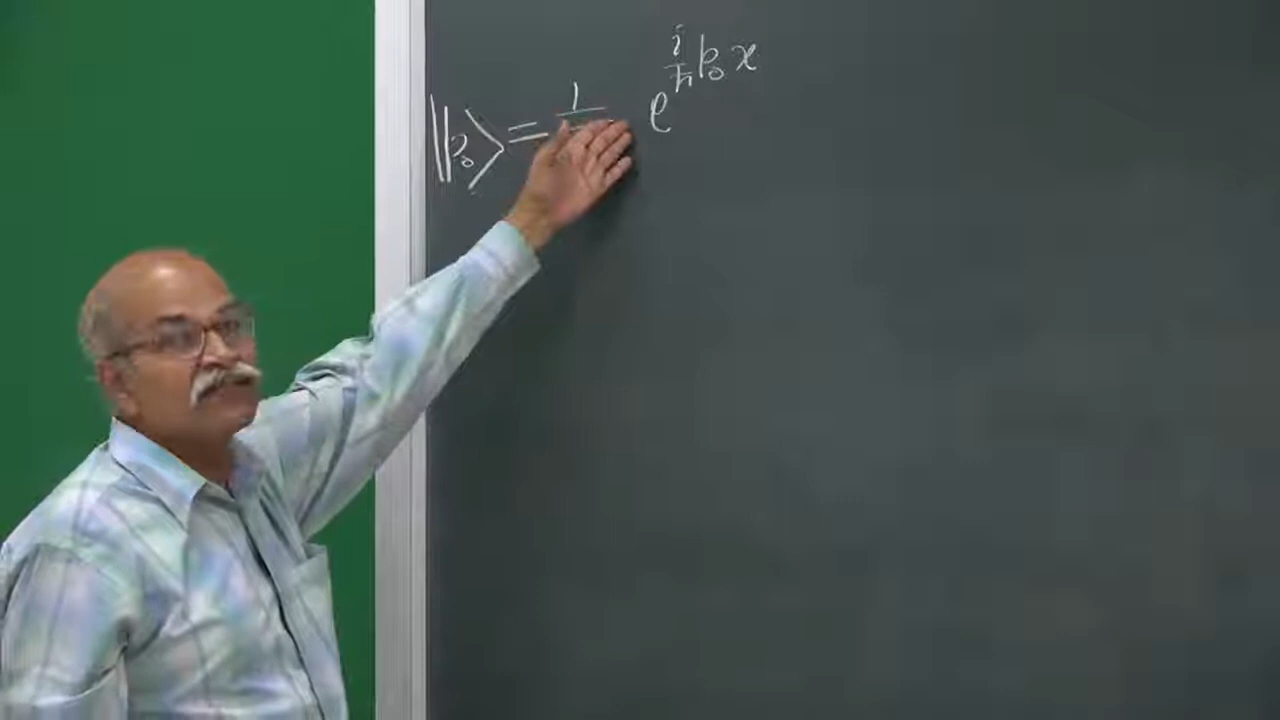 |p₀⟩ = 1 e^{i/ħ p₀ x}